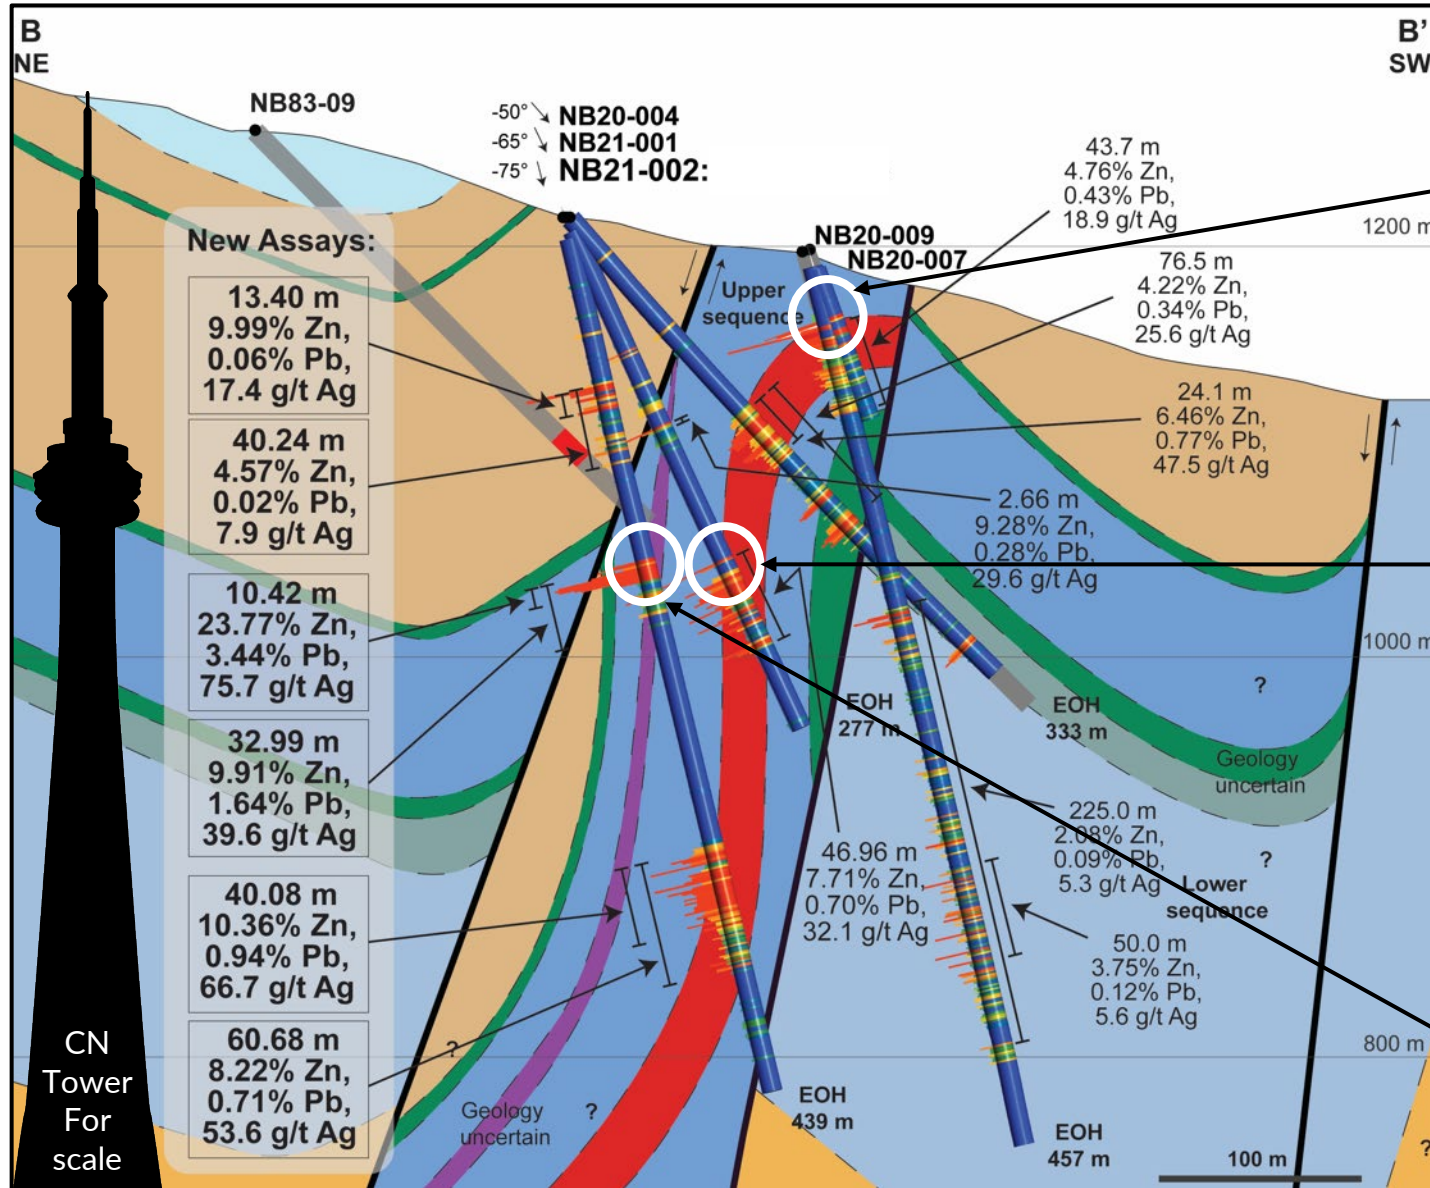 B
NE
B'
SW
NB83-09
-50° NB20-004
-65° NB21-001
-75° NB21-002:
NB20-009
NB20-007
43.7 m
4.76% Zn,
0.43% Pb,
18.9 g/t Ag
1200 m
76.5 m
4.22% Zn,
0.34% Pb,
25.6 g/t Ag
Upper
sequence
New Assays:
13.40 m
9.99% Zn,
0.06% Pb,
17.4 g/t Ag
40.24 m
4.57% Zn,
0.02% Pb,
7.9 g/t Ag
10.42 m
23.77% Zn,
3.44% Pb,
75.7 g/t Ag
32.99 m
9.91% Zn,
1.64% Pb,
39.6 g/t Ag
40.08 m
10.36% Zn,
0.94% Pb,
66.7 g/t Ag
60.68 m
8.22% Zn,
0.71% Pb,
53.6 g/t Ag
24.1 m
6.46% Zn,
0.77% Pb,
47.5 g/t Ag
2.66 m
9.28% Zn,
0.28% Pb,
29.6 g/t Ag
1000 m
?
EOH
277 m
EOH
333 m
Geology
uncertain
46.96 m
7.71% Zn,
0.70% Pb,
32.1 g/t Ag
225.0 m
2.08% Zn,
0.09% Pb,
5.3 g/t Ag
?
Lower
sequence
50.0 m
3.75% Zn,
0.12% Pb,
5.6 g/t Ag
800 m
?
CN
Tower
For
scale
Geology
uncertain
?
EOH
439 m
EOH
457 m
100 m
?